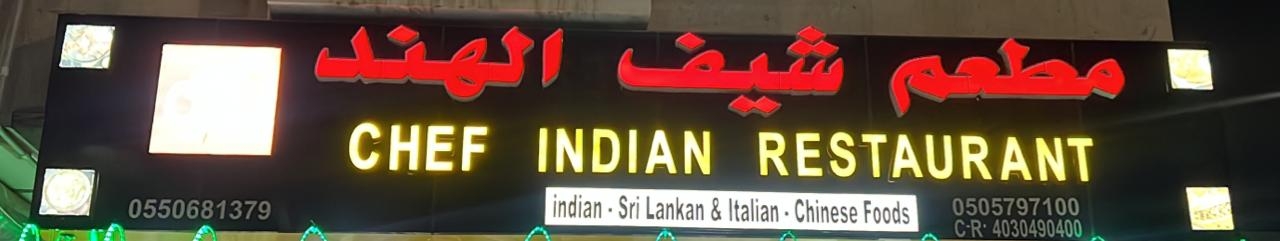 مطعم شيف الهند
CHEF INDIAN RESTAURANT
indian - Sri Lankan & Italian - Chinese Foods
0550681379
0505797100
C·R· 4030490400